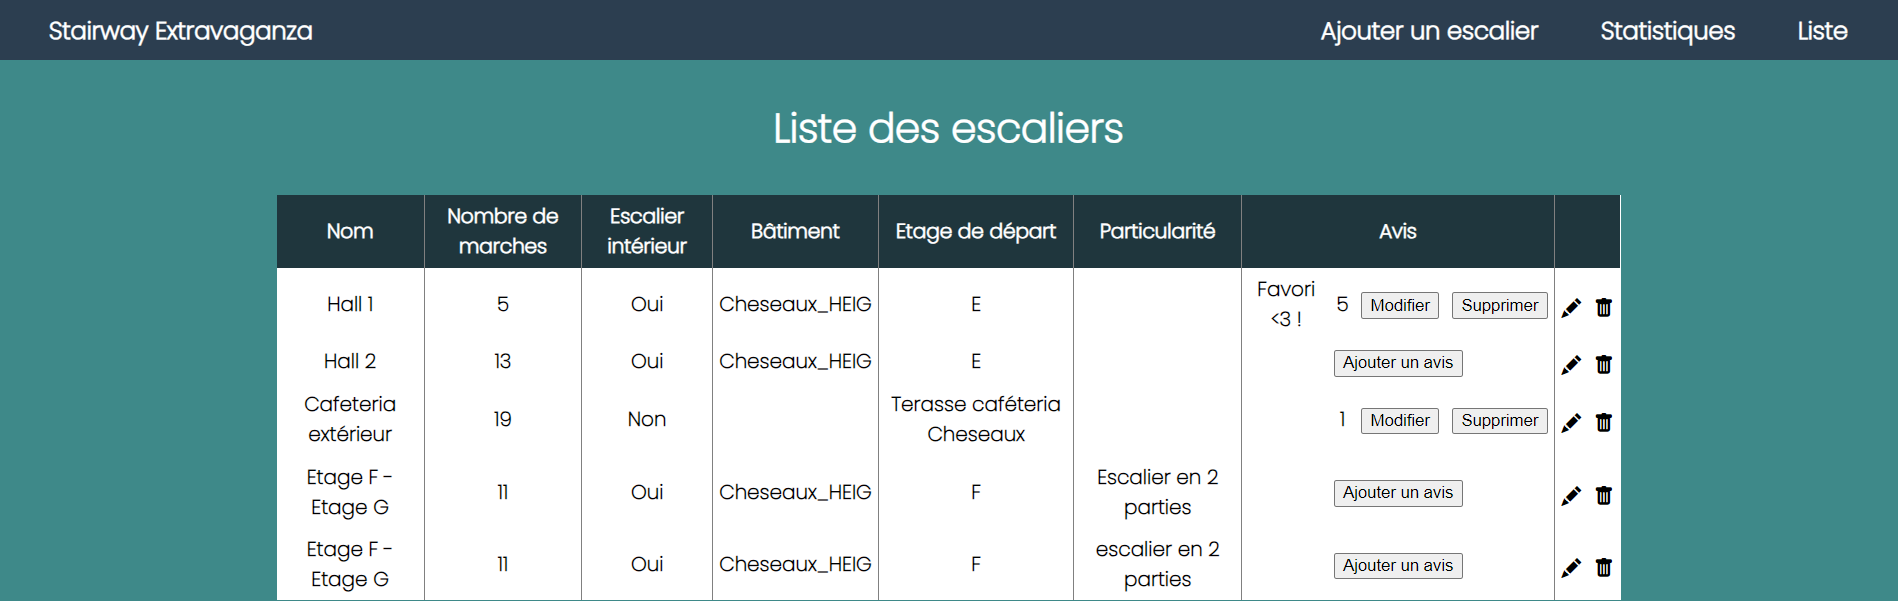 Stairway Extravaganza Ajouter un escalier Statistiques Liste
Liste des escaliers
Nom Nombre de marches Escalier intérieur Bâtiment Etage de départ Particularité Avis
Hall 1 5 Oui Cheseaux_HEIG E Favori <3 ! 5 Modifier Supprimer
Hall 2 13 Oui Cheseaux_HEIG E Ajouter un avis
Cafeteria extérieur 19 Non Terasse caféteria Cheseaux 1 Modifier Supprimer
Etage F - Etage G 11 Oui Cheseaux_HEIG F Escalier en 2 parties Ajouter un avis
Etage F - Etage G 11 Oui Cheseaux_HEIG F escalier en 2 parties Ajouter un avis